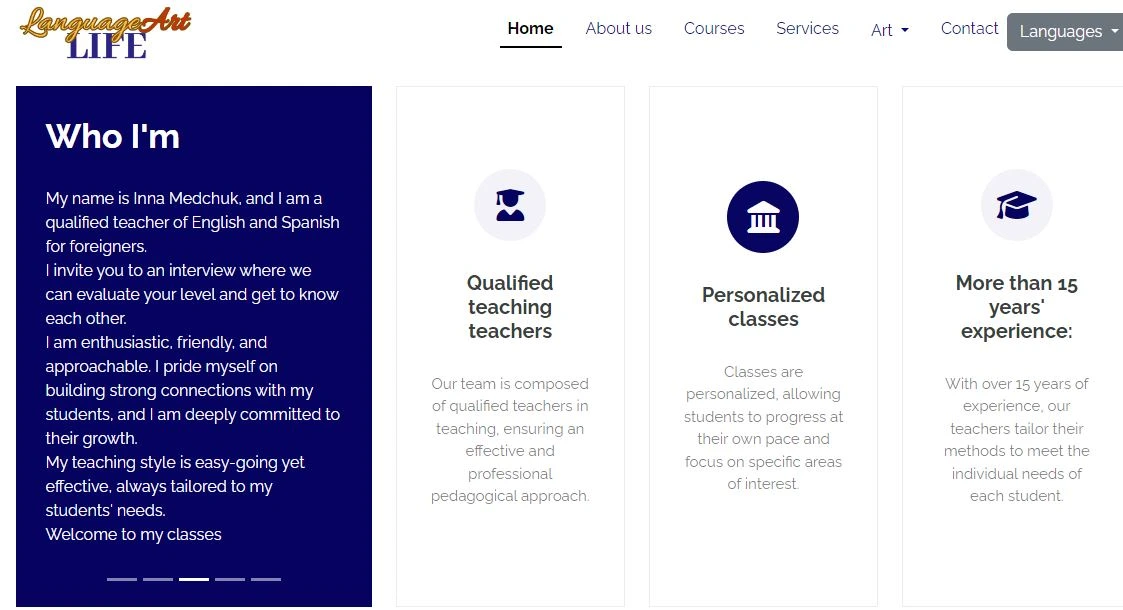 LanguageArt
LIFE
Home About us Courses Services Art Contact Languages
Who I'm
My name is Inna Medchuk, and I am a
qualified teacher of English and Spanish
for foreigners.
I invite you to an interview where we
can evaluate your level and get to know
each other.
I am enthusiastic, friendly, and
approachable. I pride myself on
building strong connections with my
students, and I am deeply committed to
their growth.
My teaching style is easy-going yet
effective, always tailored to my
students' needs.
Welcome to my classes
Qualified
teaching
teachers
Our team is composed
of qualified teachers in
teaching, ensuring an
effective and
professional
pedagogical approach.
Personalized
classes
Classes are
personalized, allowing
students to progress at
their own pace and
focus on specific areas
of interest.
More than 15
years'
experience:
With over 15 years of
experience, our
teachers tailor their
methods to meet the
individual needs of
each student.